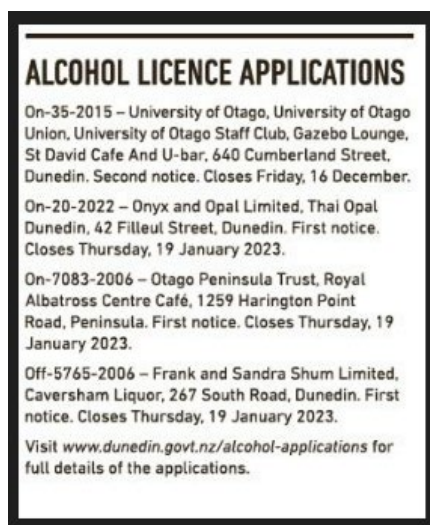 ALCOHOL LICENCE APPLICATIONS
On-35-2015 – University of Otago, University of Otago
Union, University of Otago Staff Club, Gazebo Lounge,
St David Cafe And U-bar, 640 Cumberland Street,
Dunedin. Second notice. Closes Friday, 16 December.
On-20-2022 – Onyx and Opal Limited, Thai Opal
Dunedin, 42 Filleul Street, Dunedin. First notice.
Closes Thursday, 19 January 2023.
On-7083-2006 – Otago Peninsula Trust, Royal
Albatross Centre Café, 1259 Harington Point
Road, Peninsula. First notice. Closes Thursday, 19
January 2023.
Off-5765-2006 – Frank and Sandra Shum Limited,
Caversham Liquor, 267 South Road, Dunedin. First
notice. Closes Thursday, 19 January 2023.
Visit www.dunedin.govt.nz/alcohol-applications for
full details of the applications.